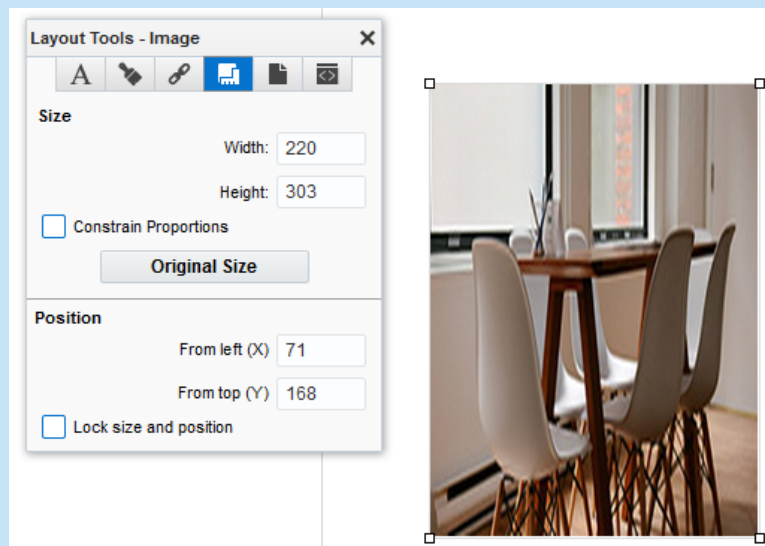 Layout Tools - Image
A
Size
Width: 220
Height: 303
Constrain Proportions
Original Size
Position
From left (X) 71
From top (Y) 168
Lock size and position